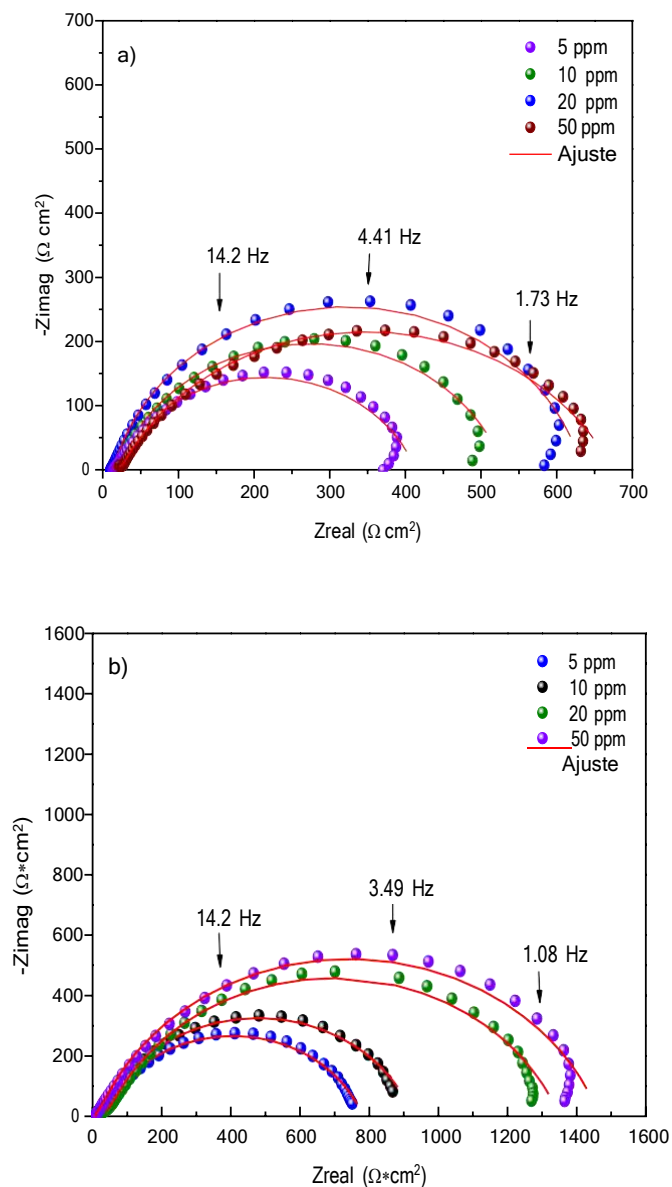 700
a)
5 ppm
10 ppm
20 ppm
50 ppm
Ajuste
600
500
400
300
200
100
0
-Zimag (Ω cm²)
14.2 Hz
4.41 Hz
1.73 Hz
0 100 200 300 400 500 600 700
Zreal (Ω cm²)
1600
b)
5 ppm
10 ppm
20 ppm
50 ppm
Ajuste
1400
1200
1000
800
600
400
200
0
-Zimag (Ω*cm²)
14.2 Hz
3.49 Hz
1.08 Hz
0 200 400 600 800 1000 1200 1400 1600
Zreal (Ω*cm²)